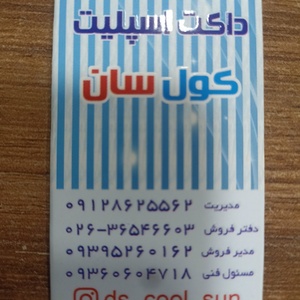 داکت اسپلیت
کول سان
مدیریت ۰۹۱۲۸۶۲۵۵۶۲
دفتر فروش ۰۲۶-۳۶۵۴۶۶۰۳
مدیر فروش ۰۹۳۹۵۲۶۰۱۶۲
مسئول فنی ۰۹۳۶۰۶۰۴۷۱۸
ds_cool_sun